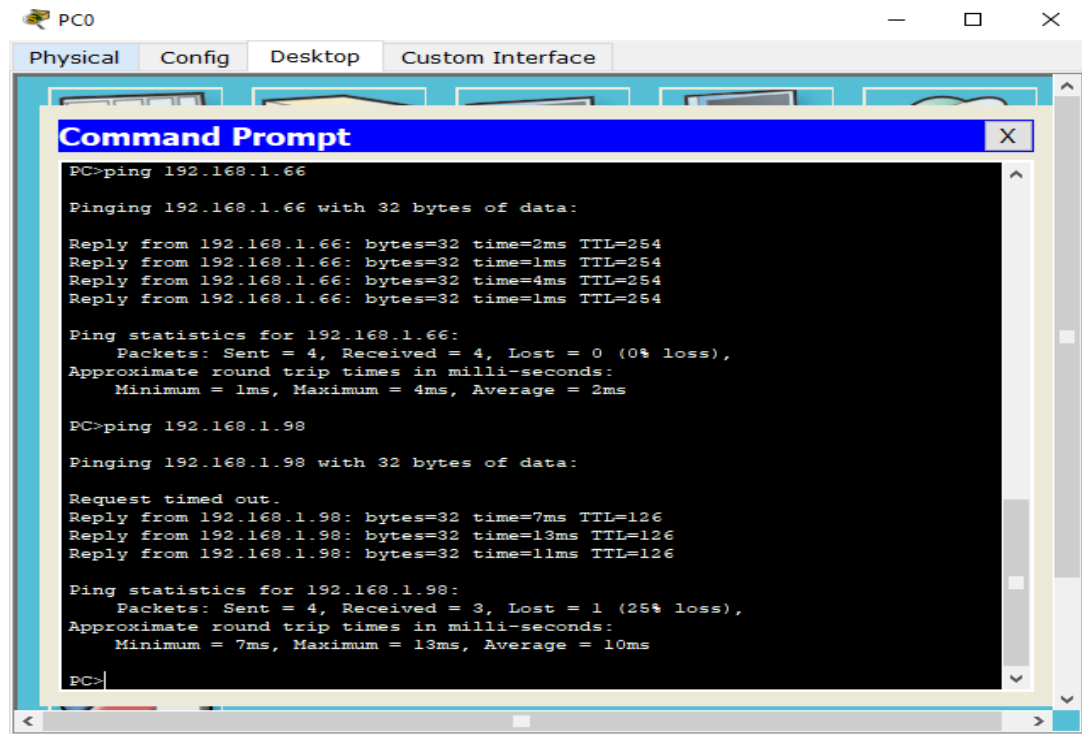 PC0
Physical Config Desktop Custom Interface
Command Prompt X
PC>ping 192.168.1.66
Pinging 192.168.1.66 with 32 bytes of data:
Reply from 192.168.1.66: bytes=32 time=2ms TTL=254
Reply from 192.168.1.66: bytes=32 time=1ms TTL=254
Reply from 192.168.1.66: bytes=32 time=4ms TTL=254
Reply from 192.168.1.66: bytes=32 time=1ms TTL=254
Ping statistics for 192.168.1.66:
Packets: Sent = 4, Received = 4, Lost = 0 (0% loss),
Approximate round trip times in milli-seconds:
Minimum = 1ms, Maximum = 4ms, Average = 2ms
PC>ping 192.168.1.98
Pinging 192.168.1.98 with 32 bytes of data:
Request timed out.
Reply from 192.168.1.98: bytes=32 time=7ms TTL=126
Reply from 192.168.1.98: bytes=32 time=13ms TTL=126
Reply from 192.168.1.98: bytes=32 time=11ms TTL=126
Ping statistics for 192.168.1.98:
Packets: Sent = 4, Received = 3, Lost = 1 (25% loss),
Approximate round trip times in milli-seconds:
Minimum = 7ms, Maximum = 13ms, Average = 10ms
PC>